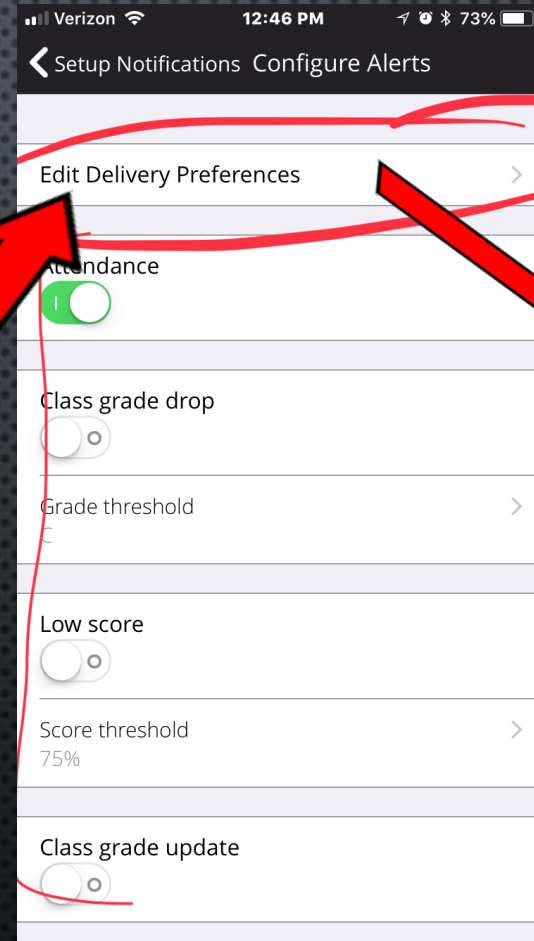 Verizon 12:46 PM 73%
Setup Notifications Configure Alerts
Edit Delivery Preferences
Attendance
Class grade drop
Grade threshold
C
Low score
Score threshold
75%
Class grade update